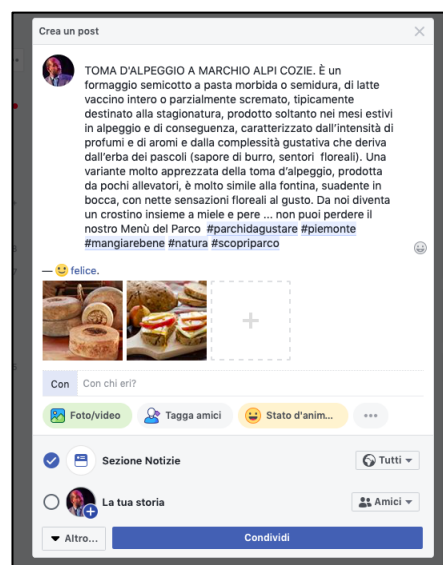 Crea un post
TOMA D'ALPEGGIO A MARCHIO ALPI COZIE. È un
formaggio semicotto a pasta morbida o semidura, di latte
vaccino intero o parzialmente scremato, tipicamente
destinato alla stagionatura, prodotto soltanto nei mesi estivi
in alpeggio e di conseguenza, caratterizzato dall'intensità di
profumi e di aromi e dalla complessità gustativa che deriva
dall'erba dei pascoli (sapore di burro, sentori floreali). Una
variante molto apprezzata della toma d'alpeggio, prodotta
da pochi allevatori, è molto simile alla fontina, suadente in
bocca, con nette sensazioni floreali al gusto. Da noi diventa
un crostino insieme a miele e pere ... non puoi perdere il
nostro Menù del Parco #parchidagustare #piemonte
#mangiarebene #natura #scopriparco
— felice.
Con Con chi eri?
Foto/video Tagga amici Stato d'anim...
Sezione Notizie Tutti
La tua storia Amici
Altro... Condividi